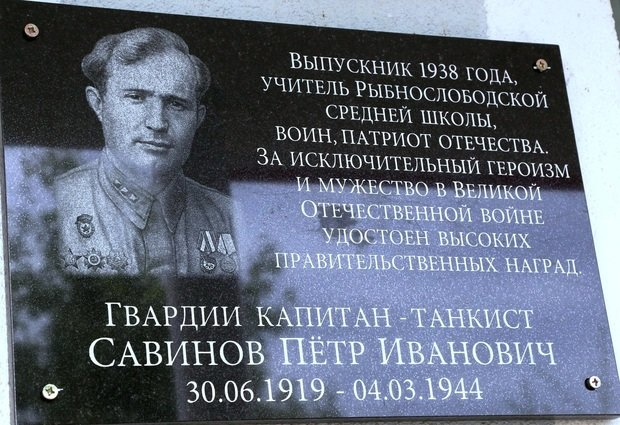 Выпускник 1938 года,
учитель Рыбнослободской
средней школы,
воин, патриот отечества.
За исключительный героизм
и мужество в Великой
Отечественной войне
удостоен высоких
правительственных наград.
Гвардии капитан-танкист
Савинов Пётр Иванович
30.06.1919 - 04.03.1944